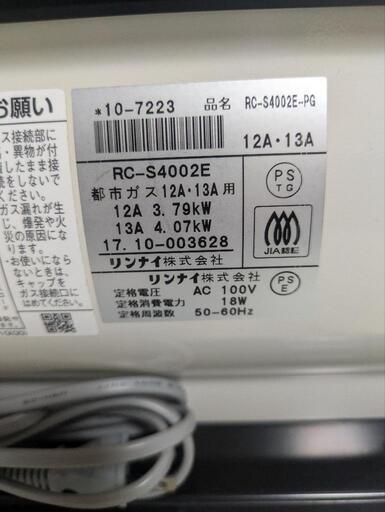 お願い
ス接続部に
・異物が付
着したまま接
続をしないで
ガス漏れが生
じ、爆発や火
災の原因にな
ります。
・お使いになら
ないときは、
キャップを
ガス接続口に
はめてください。
*10-7223 品名 RC-S4002E-PG
12A・13A
RC-S4002E
都市ガス12A・13A用
12A 3.79kW
13A 4.07kW
17.10-003628
リンナイ株式会社
PS
TG
JIA認証
リンナイ株式会社
定格電圧 AC 100V
定格消費電力 18W
定格周波数 50-60Hz
PS
E